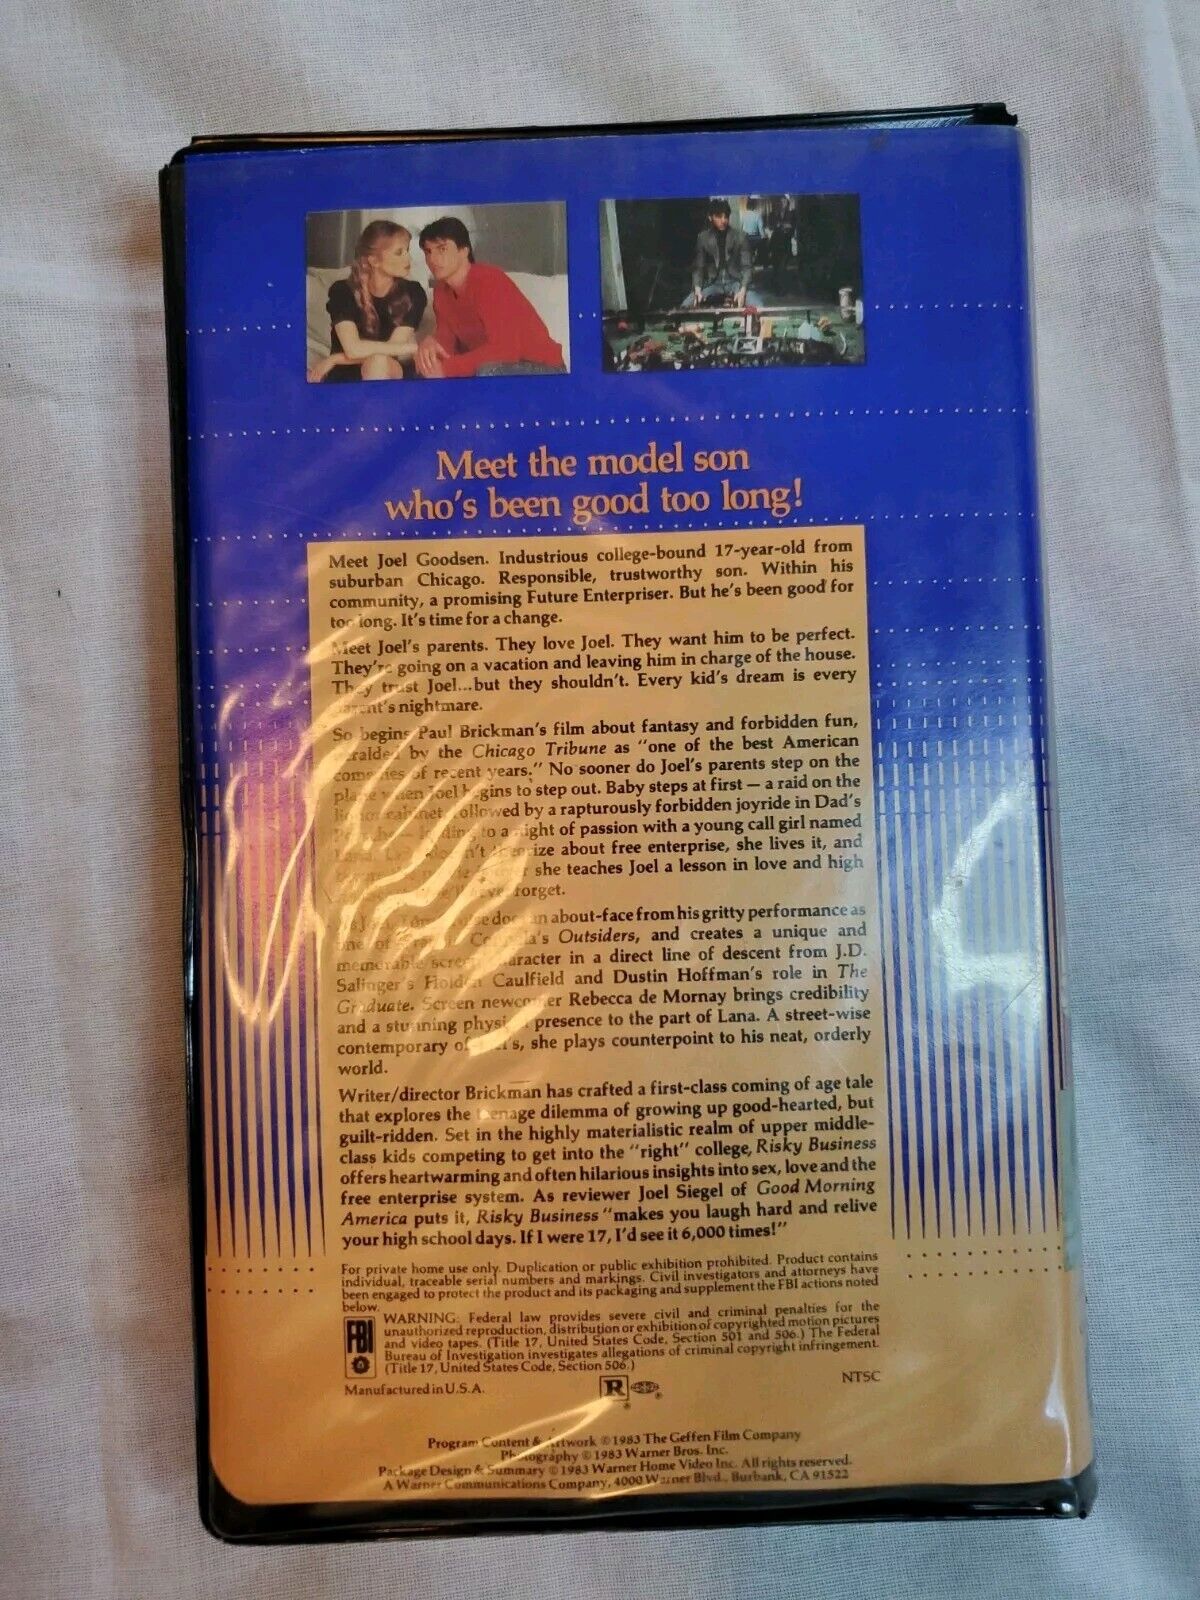 Meet the model son
who's been good too long!
Meet Joel Goodsen. Industrious college-bound 17-year-old from
suburban Chicago. Responsible, trustworthy son. Within his
community, a promising Future Enterpriser. But he's been good for
too long. It's time for a change.
Meet Joel's parents. They love Joel. They want him to be perfect.
They're going on a vacation and leaving him in charge of the house.
They trust Joel...but they shouldn't. Every kid's dream is every
parent's nightmare.
So begins Paul Brickman's film about fantasy and forbidden fun,
heralded by the Chicago Tribune as "one of the best American
comedies of recent years." No sooner do Joel's parents step on the
plane when Joel begins to step out. Baby steps at first — a raid on the
liquor cabinet, followed by a rapturously forbidden joyride in Dad's
to a night of passion with a young call girl named
about free enterprise, she lives it, and
she teaches Joel a lesson in love and high
forget.
an about-face from his gritty performance as
one of Coppola's Outsiders, and creates a unique and
memorable screen character in a direct line of descent from J.D.
Salinger's Holden Caulfield and Dustin Hoffman's role in The
Graduate. Screen newcomer Rebecca de Mornay brings credibility
and a stunning physical presence to the part of Lana. A street-wise
contemporary of Joel's, she plays counterpoint to his neat, orderly
world.
Writer/director Brickman has crafted a first-class coming of age tale
that explores the teenage dilemma of growing up good-hearted, but
guilt-ridden. Set in the highly materialistic realm of upper middle-
class kids competing to get into the "right" college, Risky Business
offers heartwarming and often hilarious insights into sex, love and the
free enterprise system. As reviewer Joel Siegel of Good Morning
America puts it, Risky Business "makes you laugh hard and relive
your high school days. If I were 17, I'd see it 6,000 times!"
For private home use only. Duplication or public exhibition prohibited. Product contains
individual, traceable serial numbers and markings. Civil investigators and attorneys have
been engaged to protect the product and its packaging and supplement the FBI actions noted
below.
FBI
WARNING: Federal law provides severe civil and criminal penalties for the
unauthorized reproduction, distribution or exhibition of copyrighted motion pictures
and video tapes. (Title 17, United States Code, Section 501 and 506.) The Federal
Bureau of Investigation investigates allegations of criminal copyright infringement.
(Title 17, United States Code, Section 506.)
Manufactured in U.S.A. R ® ® NTSC
Program Content & Artwork © 1983 The Geffen Film Company
Photography © 1983 Warner Bros. Inc.
Package Design & Summary © 1983 Warner Home Video Inc. All rights reserved.
A Warner Communications Company, 4000 Warner Blvd., Burbank, CA 91522